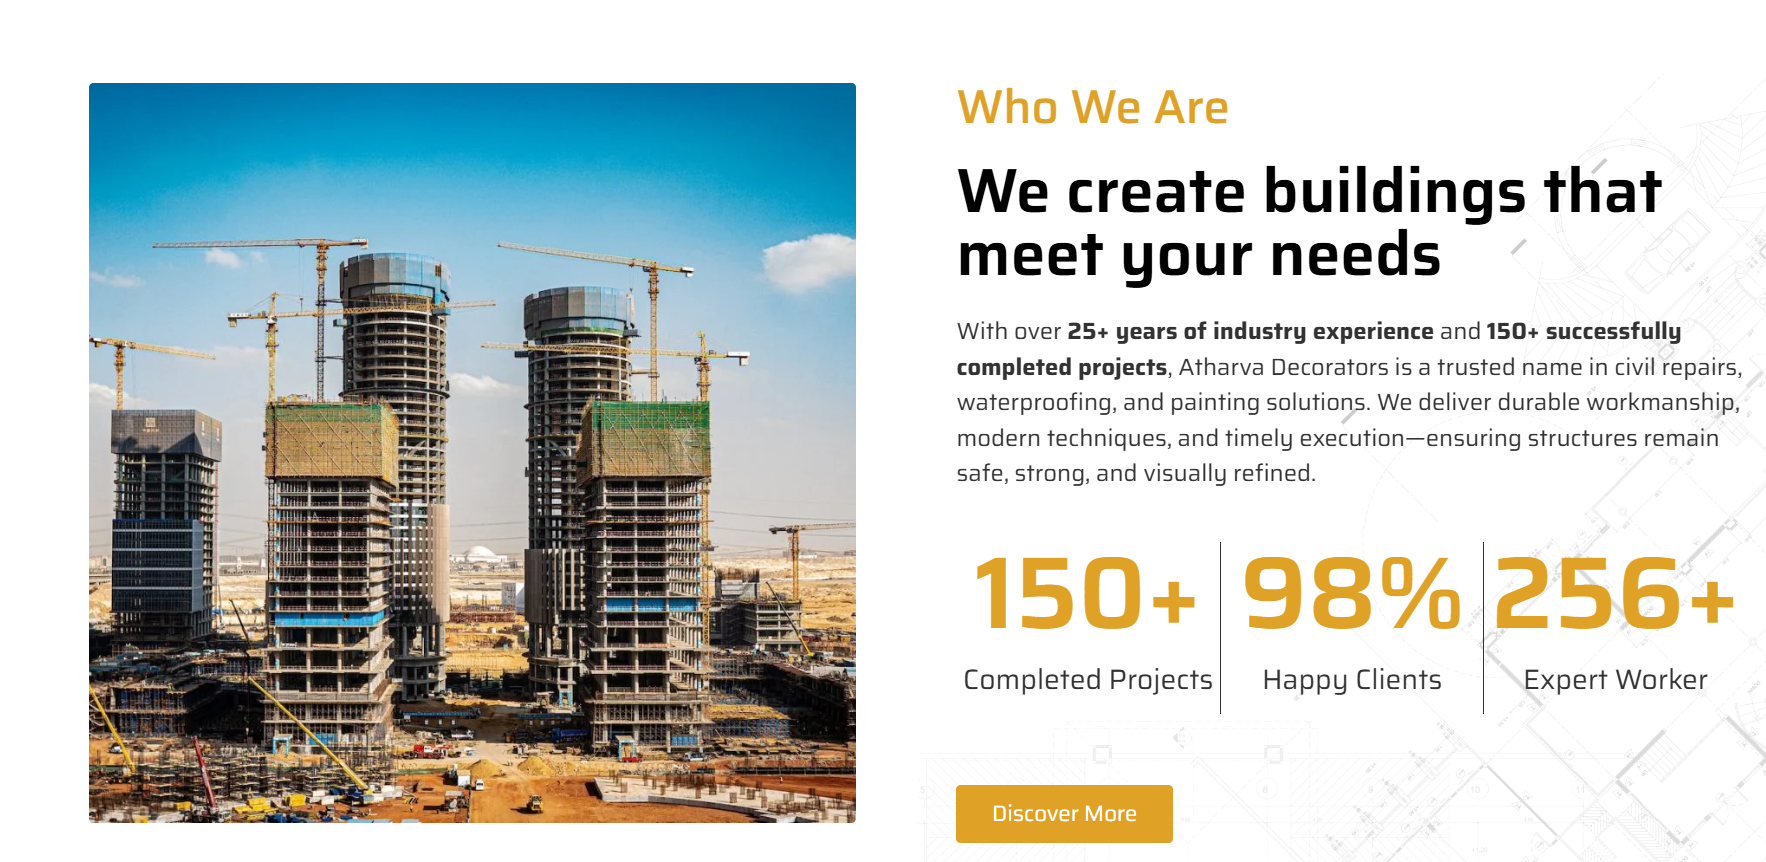 Who We Are
We create buildings that
meet your needs
With over 25+ years of industry experience and 150+ successfully
completed projects, Atharva Decorators is a trusted name in civil repairs,
waterproofing, and painting solutions. We deliver durable workmanship,
modern techniques, and timely execution—ensuring structures remain
safe, strong, and visually refined.
150+
98%
256+
Completed Projects
Happy Clients
Expert Worker
Discover More